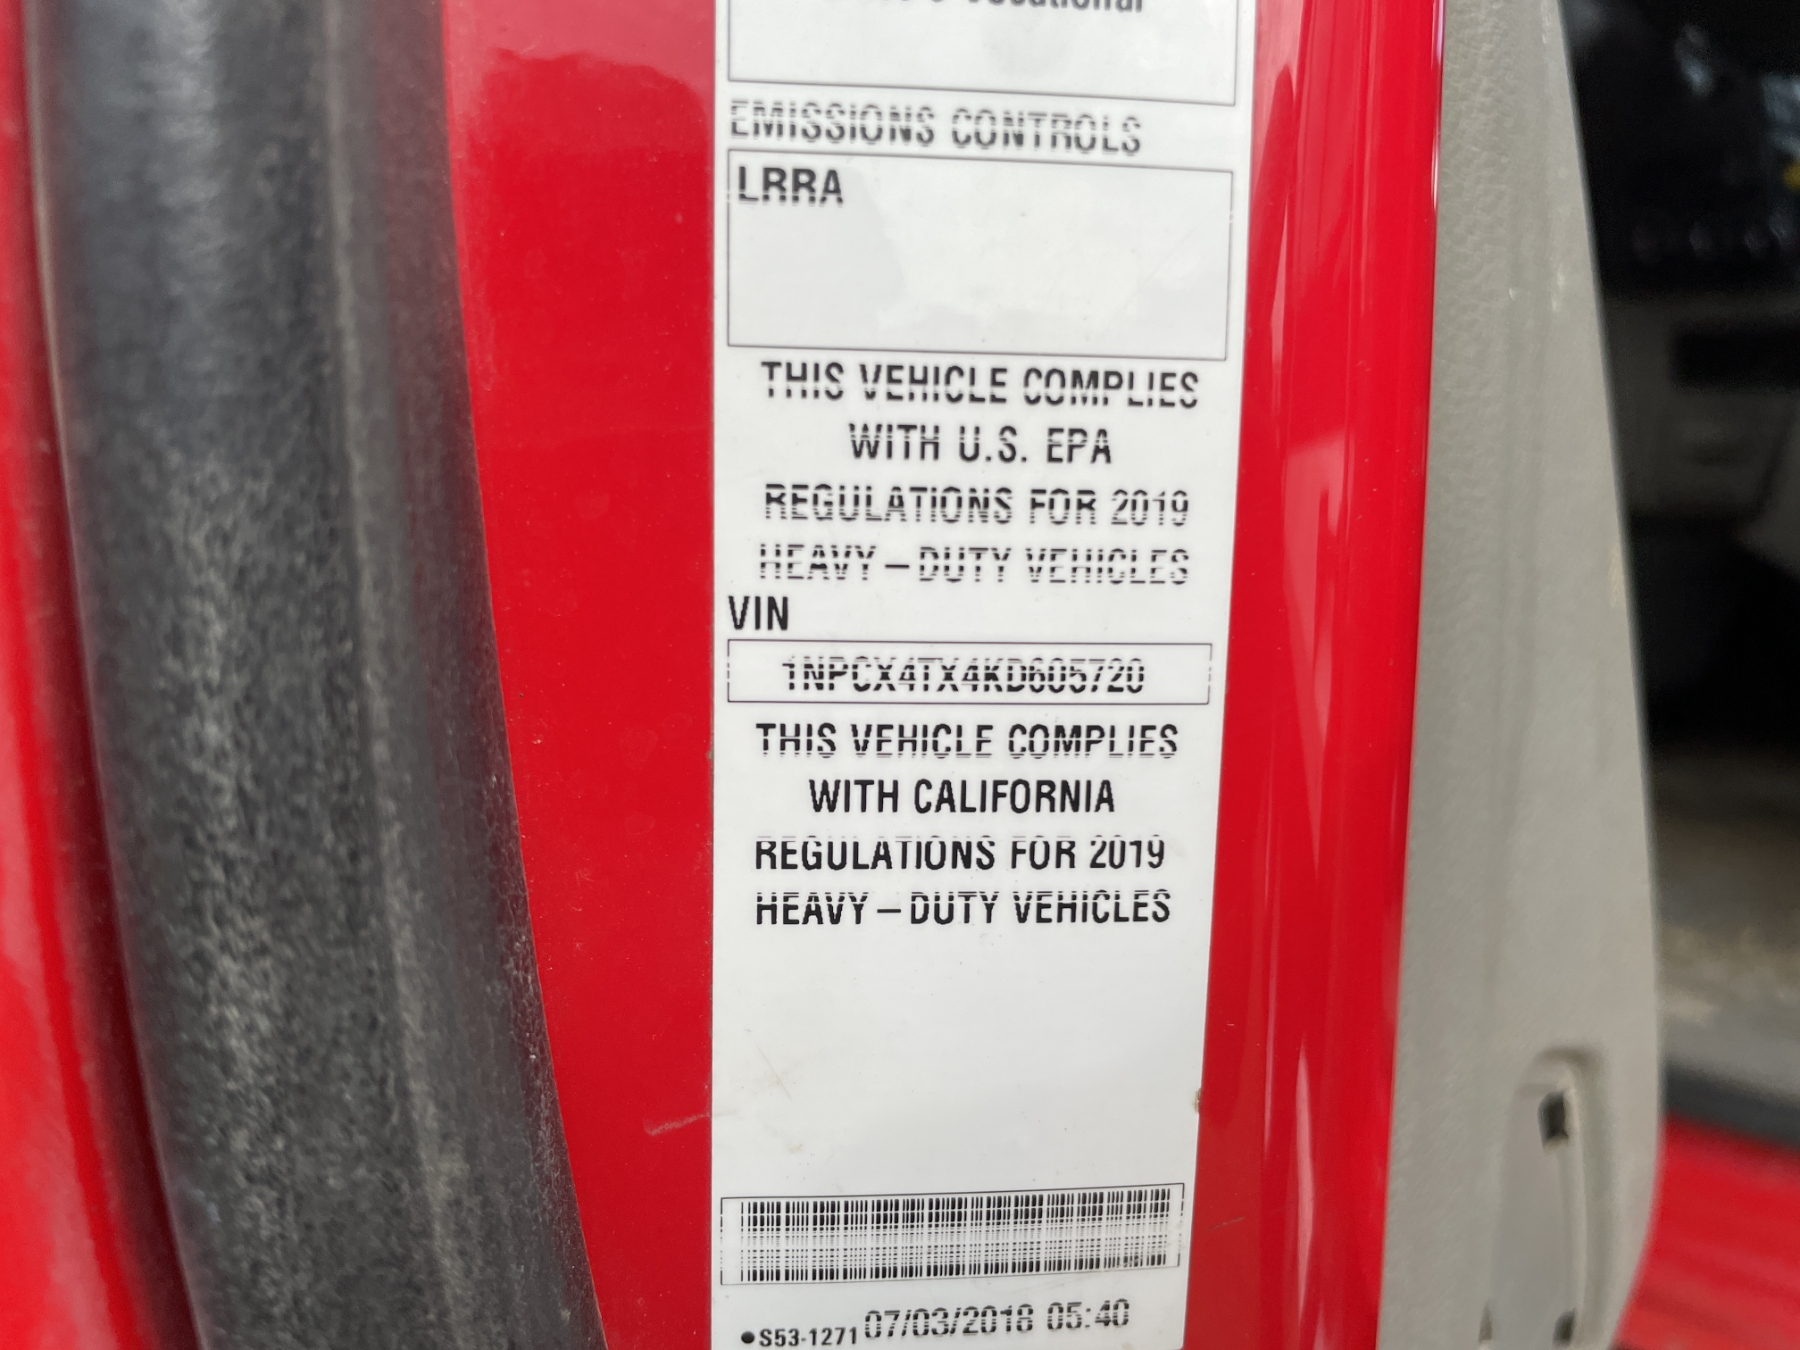 Vocational
EMISSIONS CONTROLS
LRRA
THIS VEHICLE COMPLIES
WITH U.S. EPA
REGULATIONS FOR 2019
HEAVY-DUTY VEHICLES
VIN
1NPCX4TX4KD605720
THIS VEHICLE COMPLIES
WITH CALIFORNIA
REGULATIONS FOR 2019
HEAVY-DUTY VEHICLES
•S53-1271 07/03/2018 05:40